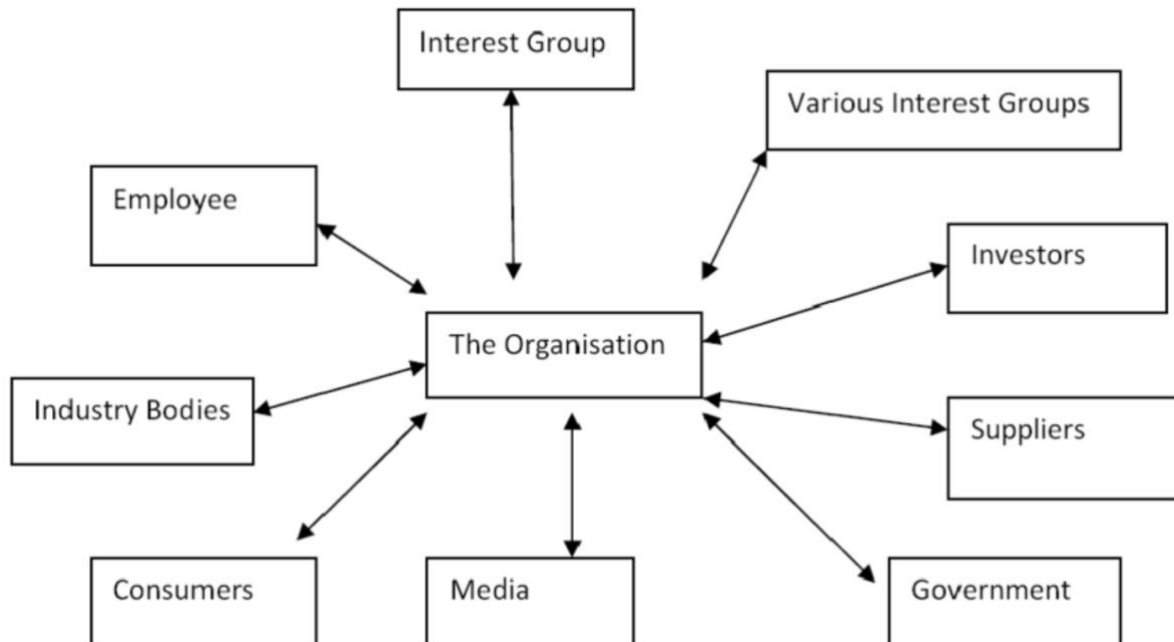 Interest Group
Various Interest Groups
Employee
Investors
The Organisation
Industry Bodies
Suppliers
Consumers
Media
Government